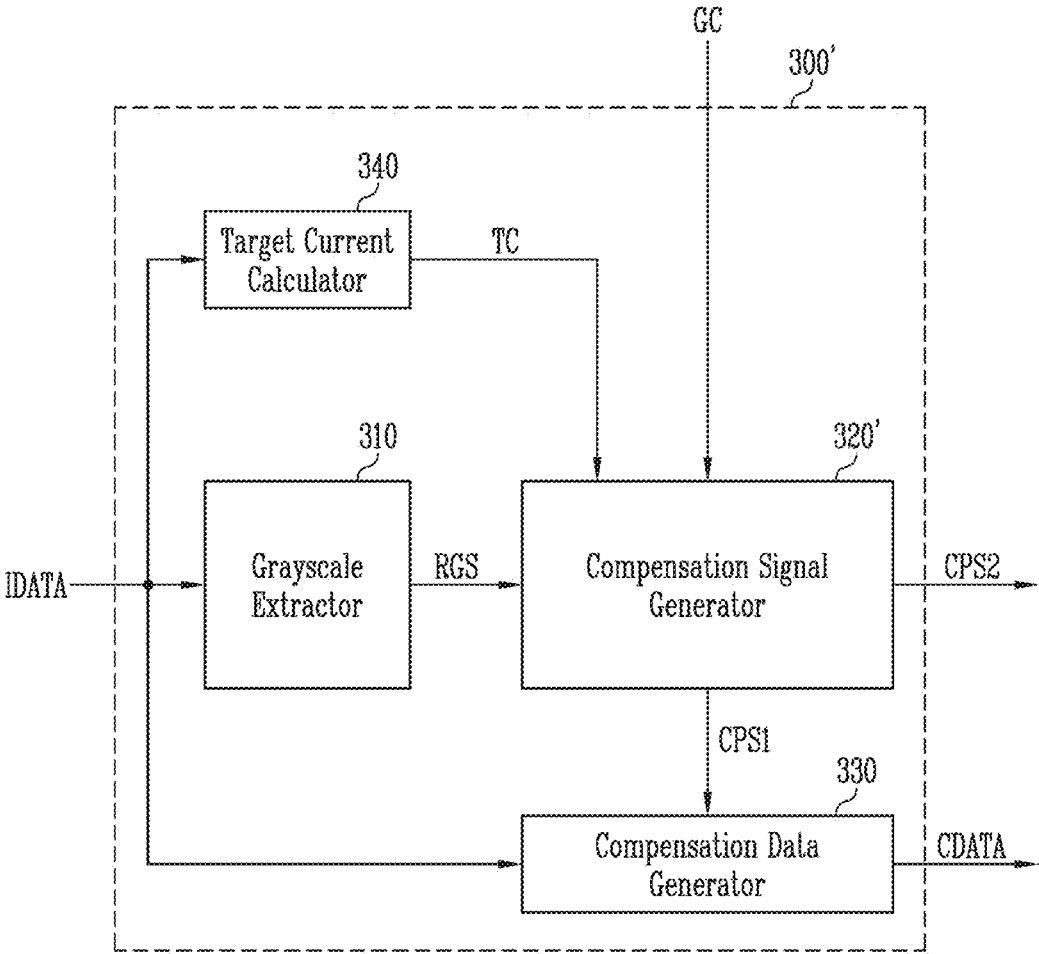 GC
300'
340
Target Current
Calculator
TC
310
320'
IDATA
Grayscale
Extractor
RGS
Compensation Signal
Generator
CPS2
CPS1
330
Compensation Data
Generator
CDATA